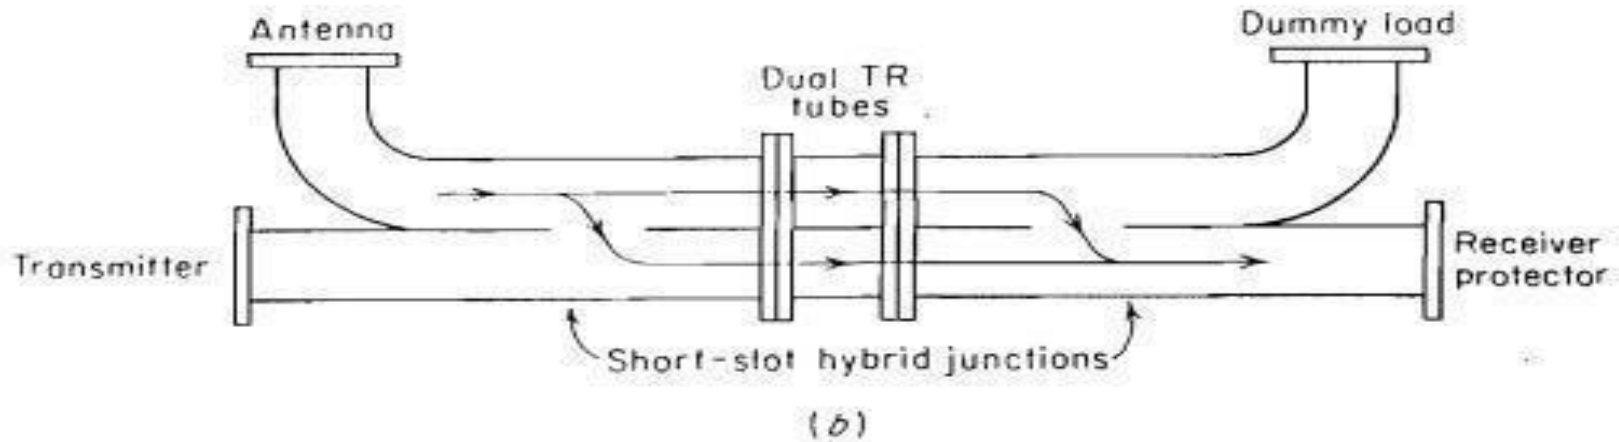 Antenna
Dummy load
Dual TR
tubes
Transmitter
Receiver
protector
Short-slot hybrid junctions
(b)